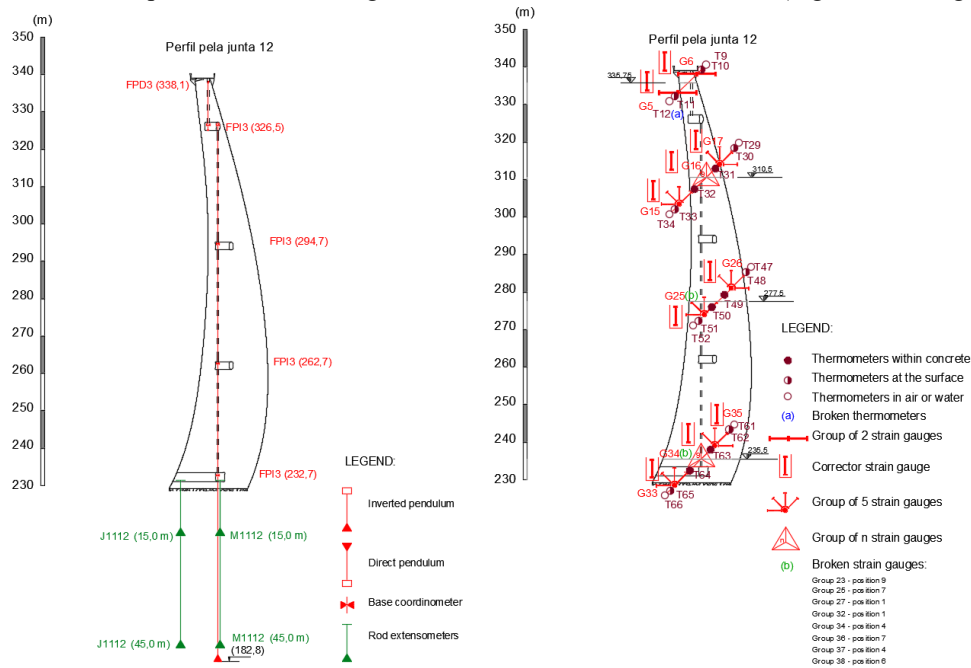 (m)
Perfil pela junta 12
350
340
330
320
310
300
290
280
270
260
250
240
230
FPD3 (338,1)
FPI3 (326,5)
FPI3 (294,7)
FPI3 (262,7)
FPI3 (232,7)
J1112 (15,0 m)
M1112 (15,0 m)
J1112 (45,0 m)
M1112 (45,0 m)
(182,8)
LEGEND:
Inverted pendulum
Direct pendulum
Base coordinometer
Rod extensometers
(m)
Perfil pela junta 12
350
340
330
320
310
300
290
280
270
260
250
240
230
G6
T9
T10
335,75
G5
T11
T12(a)
G17
T29
T30
G16
T31
310,5
T32
G15
T33
T34
G26
T47
T48
G25(b)
T49
277,5
T50
T51
T52
G35
T61
T62
G34(b)
9
T63
235,5
T64
G33
T65
T66
LEGEND:
Thermometers within concrete
Thermometers at the surface
Thermometers in air or water
(a) Broken thermometers
Group of 2 strain gauges
Corrector strain gauge
Group of 5 strain gauges
n
Group of n strain gauges
(b) Broken strain gauges:
Group 23 - position 9
Group 25 - position 7
Group 27 - position 1
Group 32 - position 1
Group 34 - position 4
Group 36 - position 7
Group 37 - position 4
Group 38 - position 6